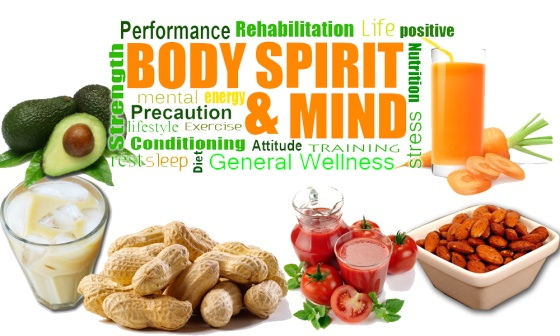 Performance Rehabilitation Life positive
Strength
BODY SPIRIT
& MIND
Nutrition
mental energy
Precaution
lifestyle Exercise
Conditioning Attitude TRAINING
stress
rest sleep Diet General Wellness